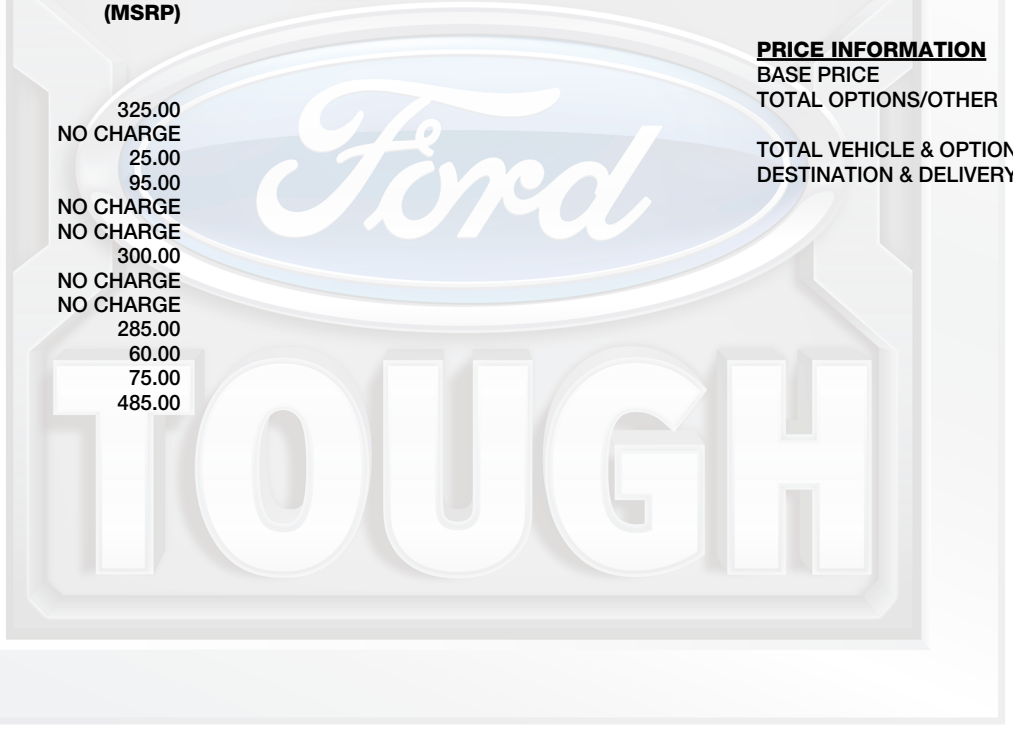 (MSRP)
325.00
NO CHARGE
25.00
95.00
NO CHARGE
NO CHARGE
300.00
NO CHARGE
NO CHARGE
285.00
60.00
75.00
485.00
PRICE INFORMATION
BASE PRICE
TOTAL OPTIONS/OTHER
TOTAL VEHICLE & OPTION
DESTINATION & DELIVERY
Ford
TOUGH